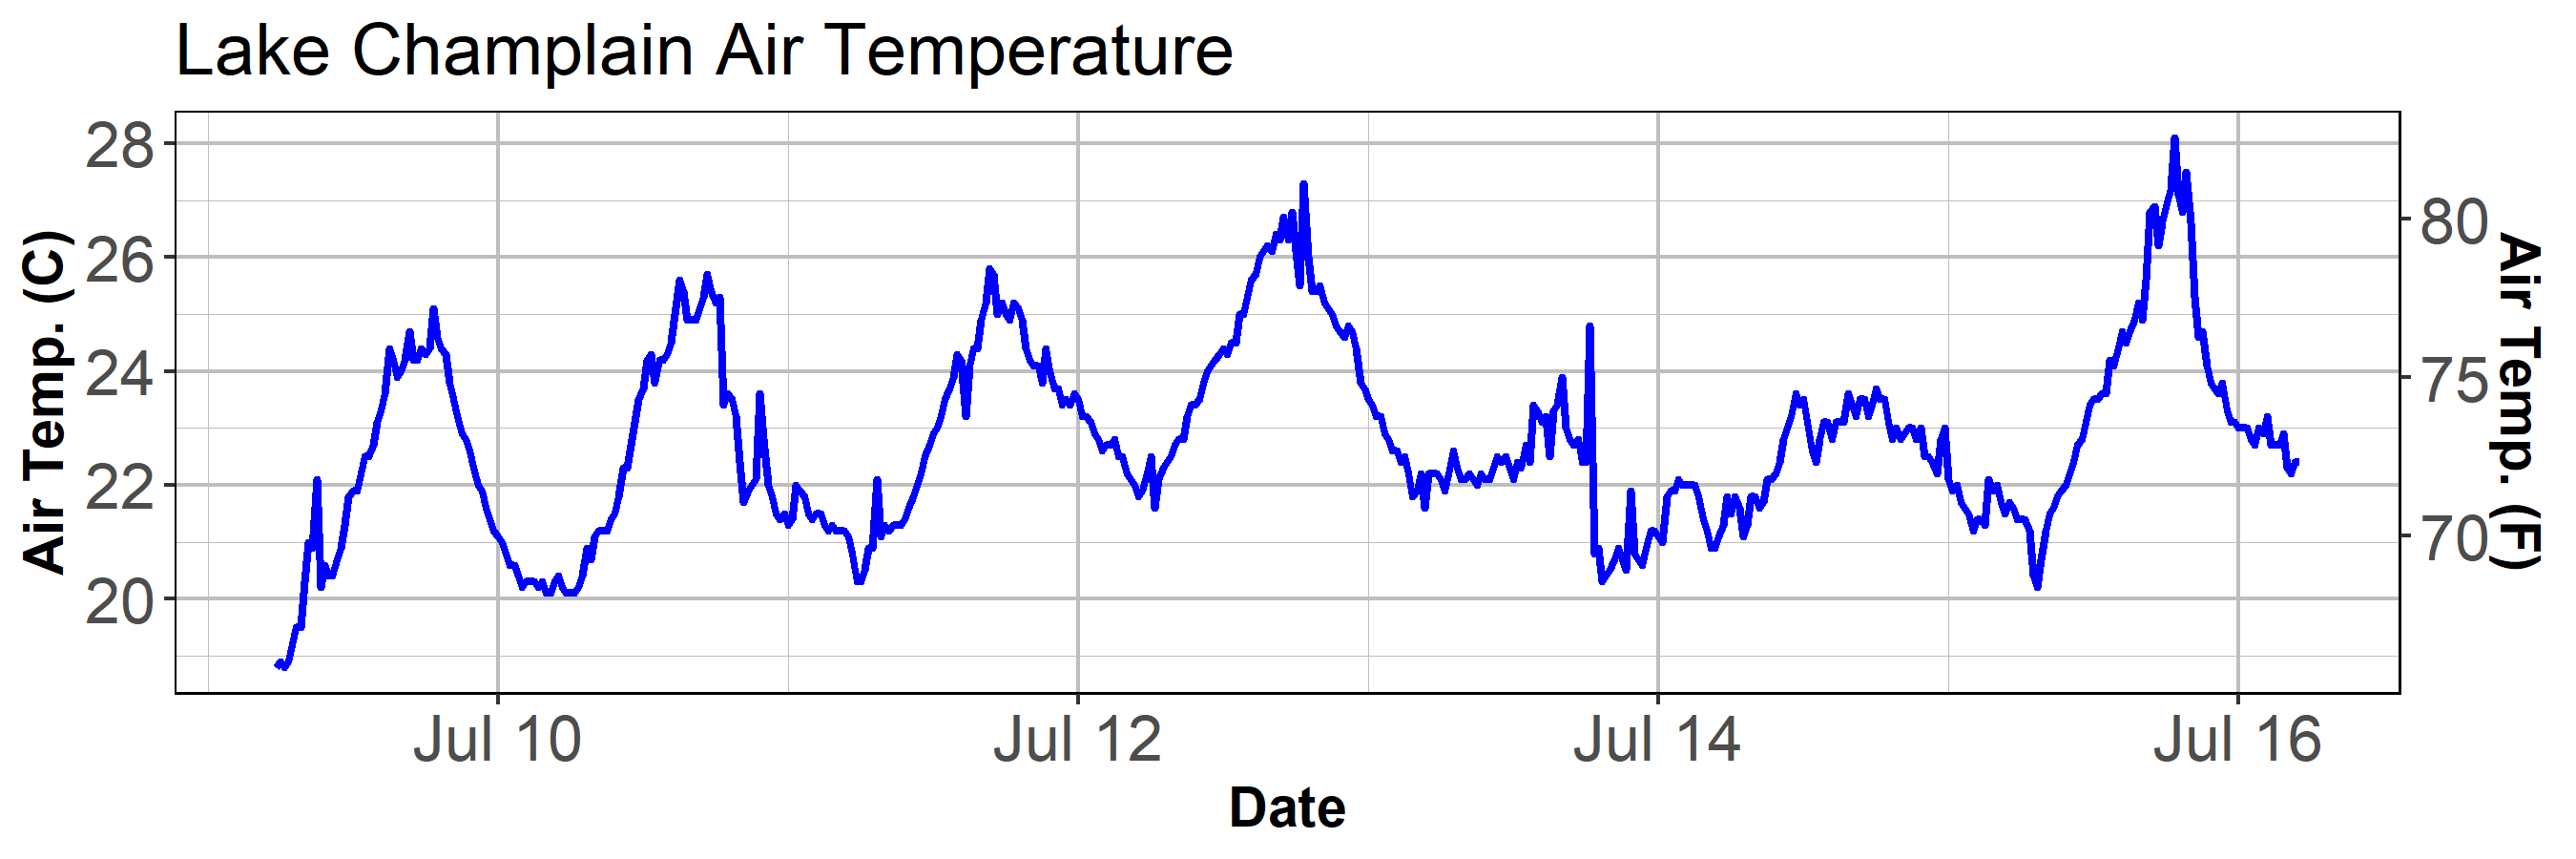 Lake Champlain Air Temperature
Air Temp. (C)
28
26
24
22
20
80
75
70
Air Temp. (F)
Jul 10
Jul 12
Jul 14
Jul 16
Date